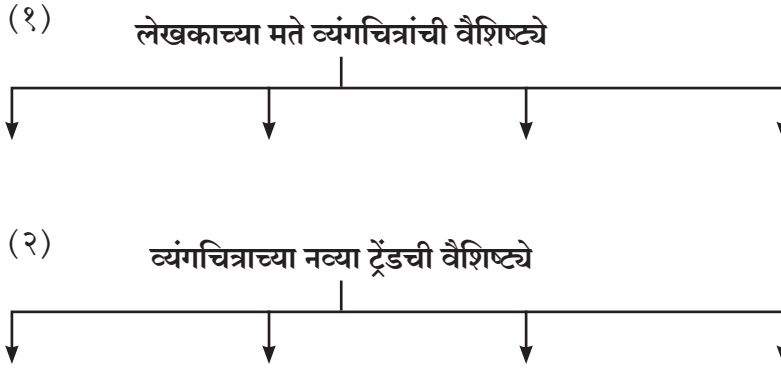 (१)
लेखकाच्या मते व्यंगचित्रांची वैशिष्ट्ये
(२)
व्यंगचित्राच्या नव्या ट्रेंडची वैशिष्ट्ये